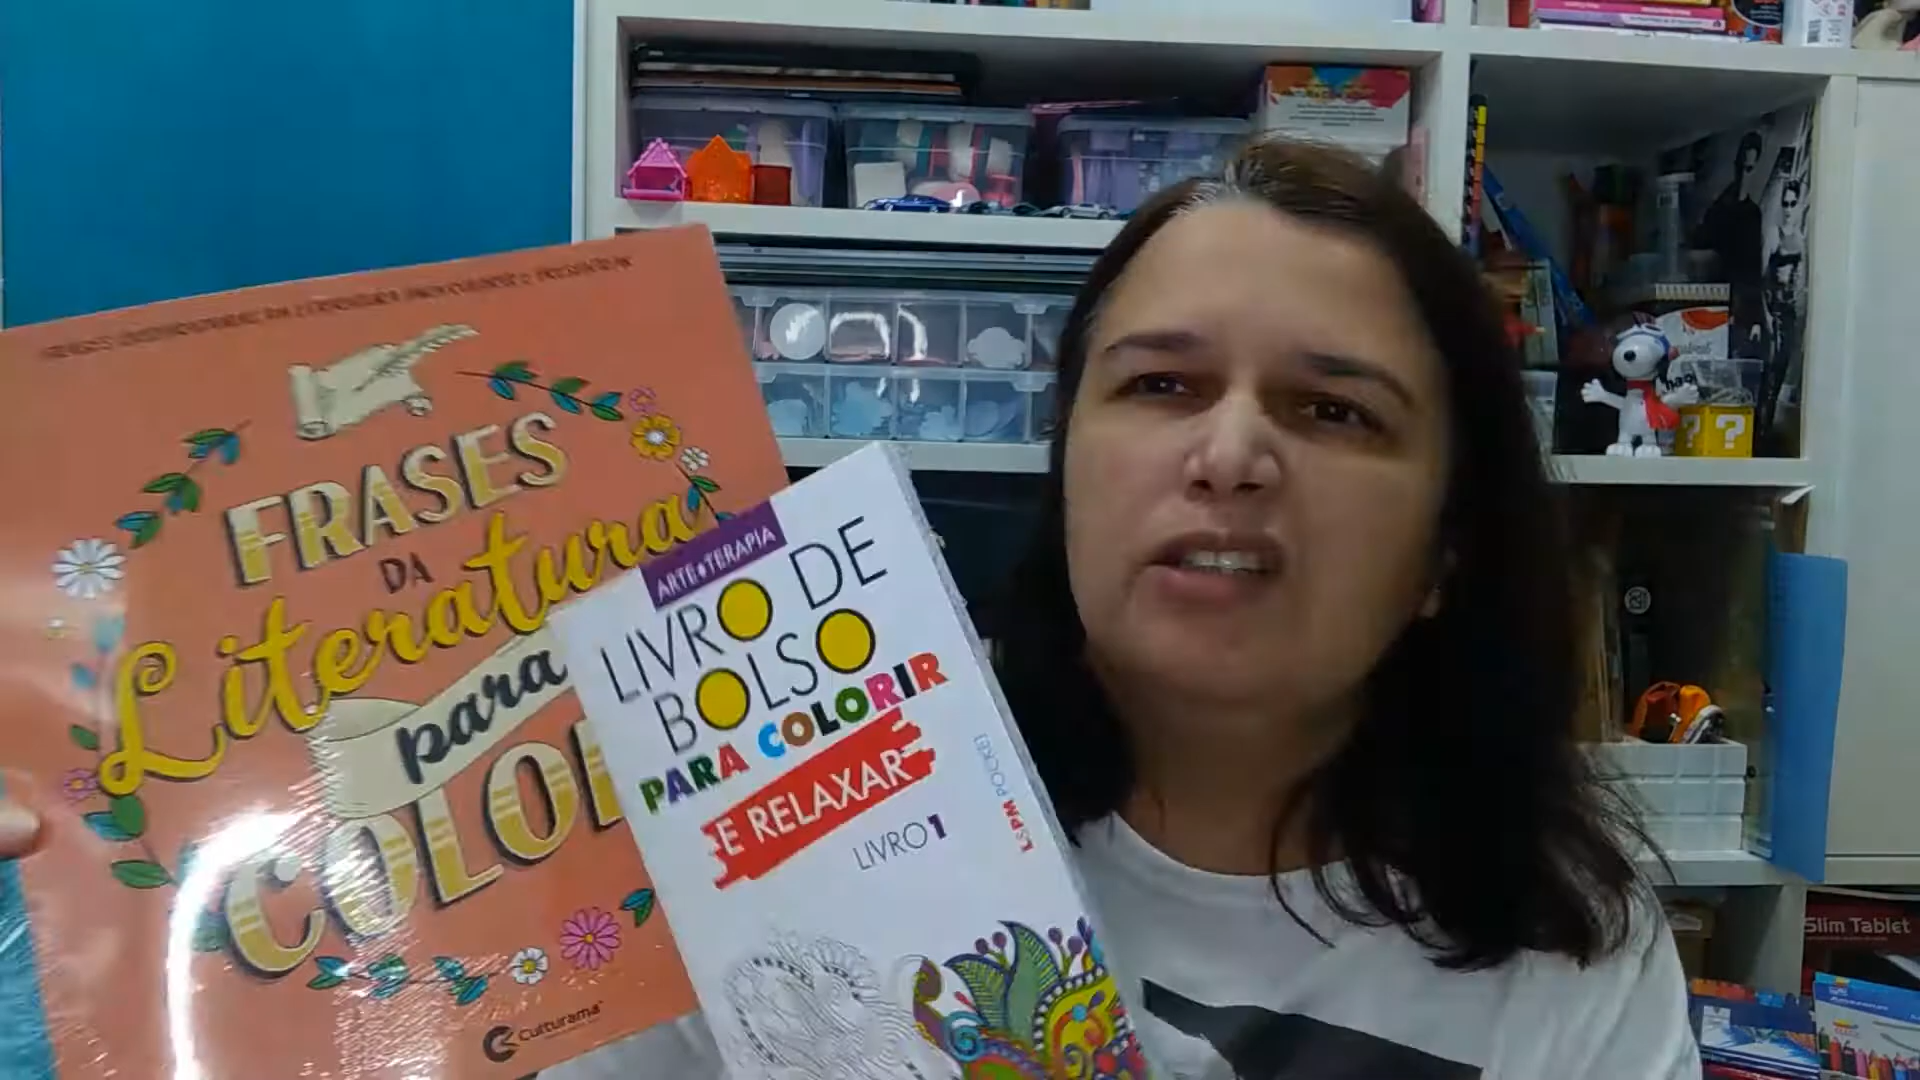 FRASES
DA
Literatura
para
COLOR
Culturama
ARTE TERAPIA
LIVRO DE
BOLSO
PARA COLORIR
E RELAXAR
LIVRO 1
L&PM POCKET
Slim Tablet
? ?